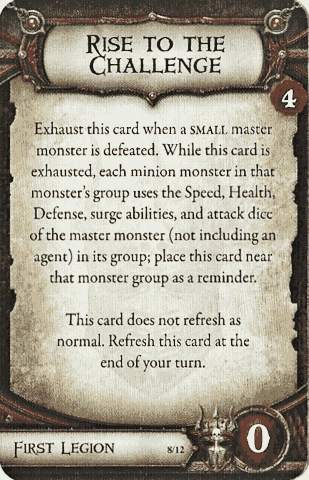 RISE TO THE
CHALLENGE
4
Exhaust this card when a SMALL master
monster is defeated. While this card is
exhausted, each minion monster in that
monster's group uses the Speed, Health,
Defense, surge abilities, and attack dice
of the master monster (not including an
agent) in its group; place this card near
that monster group as a reminder.
This card does not refresh as
normal. Refresh this card at the
end of your turn.
FIRST LEGION 8/12 0